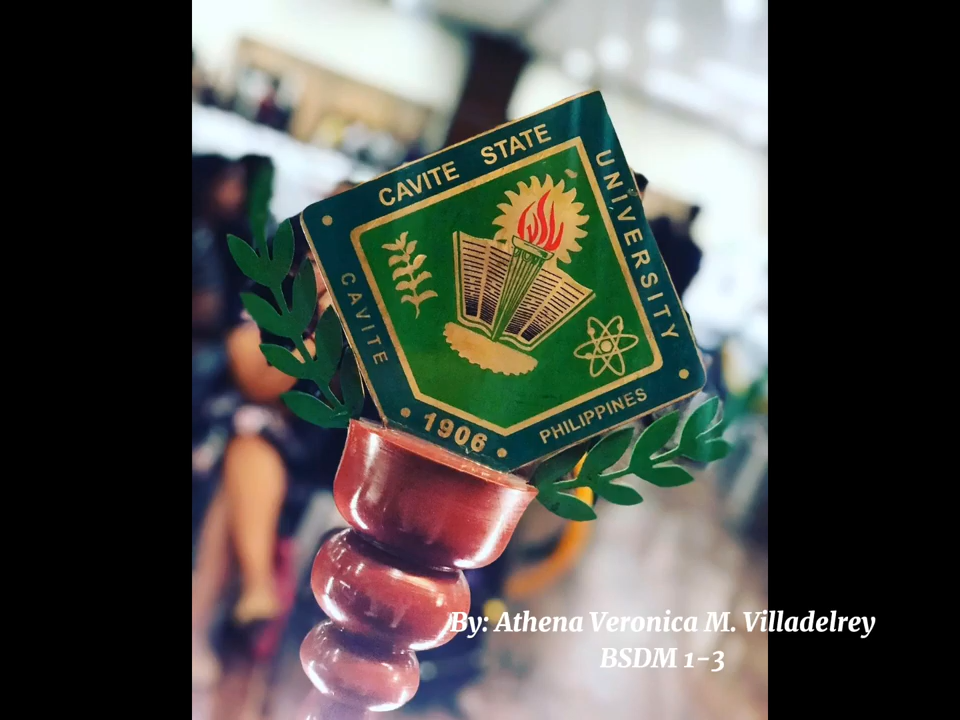 CAVITE STATE
UNIVERSITY
CAVITE
1906
PHILIPPINES
By: Athena Veronica M. Villadelrey
BSDM 1-3